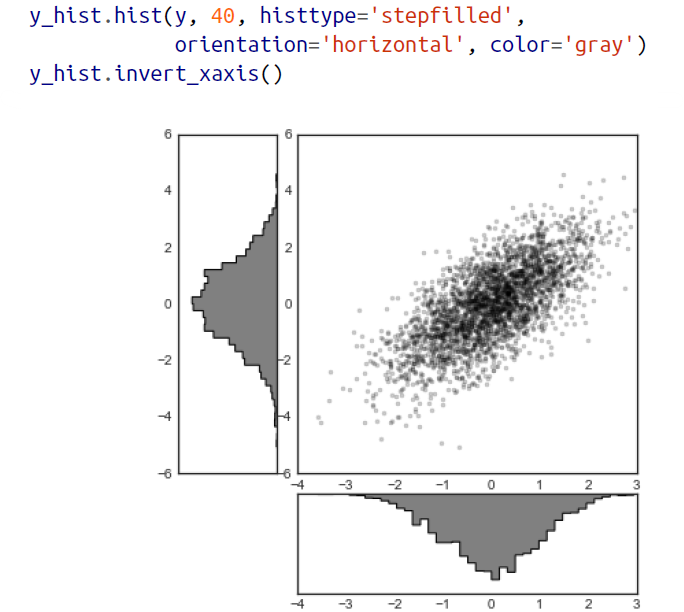 y_hist.hist(y, 40, histtype='stepfilled',
            orientation='horizontal', color='gray')
y_hist.invert_xaxis()
6 6
4 4
2 2
0 0
−2 −2
−4 −4
−6 −6
−4 −3 −2 −1 0 1 2 3
−4 −3 −2 −1 0 1 2 3